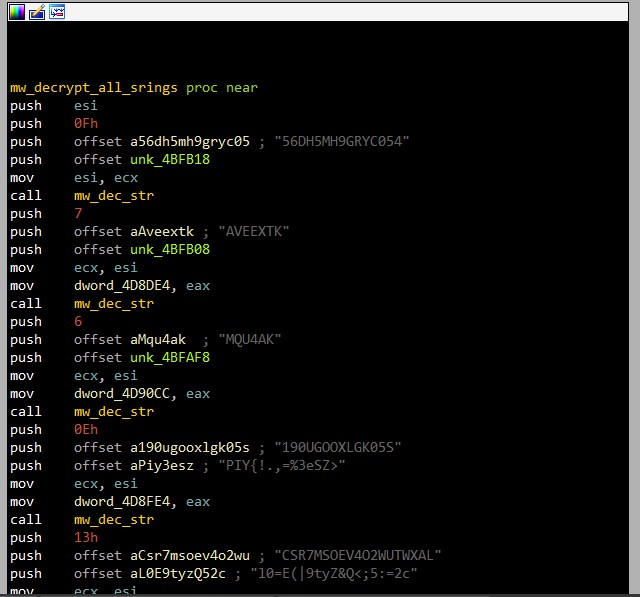 mw_decrypt_all_srings proc near
push esi
push 0Fh
push offset a56dh5mh9gryc05 ; "56DH5MH9GRYC054"
push offset unk_4BFB18
mov esi, ecx
call mw_dec_str
push 7
push offset aAveextk ; "AVEEXTK"
push offset unk_4BFB08
mov ecx, esi
mov dword_4D8DE4, eax
call mw_dec_str
push 6
push offset aMqu4ak ; "MQU4AK"
push offset unk_4BFAF8
mov ecx, esi
mov dword_4D90CC, eax
call mw_dec_str
push 0Eh
push offset a190ugooxlgk05s ; "190UGOOXLGK05S"
push offset aPiy3esz ; "PIY{!.,=%3eSZ>"
mov ecx, esi
mov dword_4D8FE4, eax
call mw_dec_str
push 13h
push offset aCsr7msoev4o2wu ; "CSR7MSOEV4O2WUTWXAL"
push offset aL0E9tyzQ52c ; "l0=E(|9tyZ&Q<;5:=2c"
mov ecx, esi